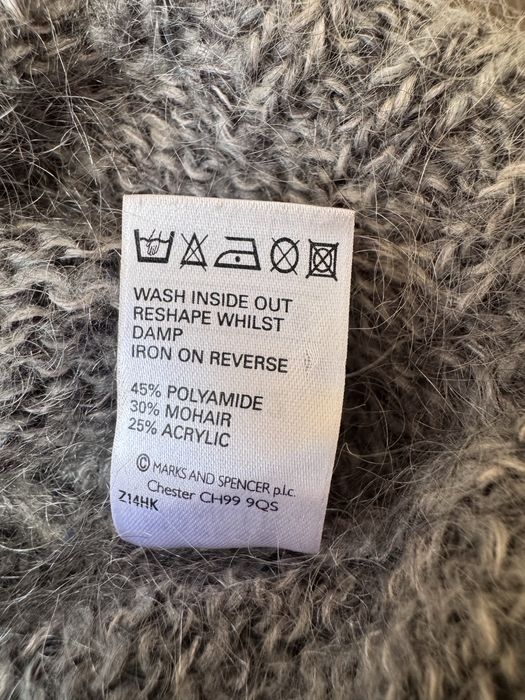 WASH INSIDE OUT
RESHAPE WHILST
DAMP
IRON ON REVERSE
45% POLYAMIDE
30% MOHAIR
25% ACRYLIC
© MARKS AND SPENCER p.l.c.
Chester CH99 9QS
Z14HK